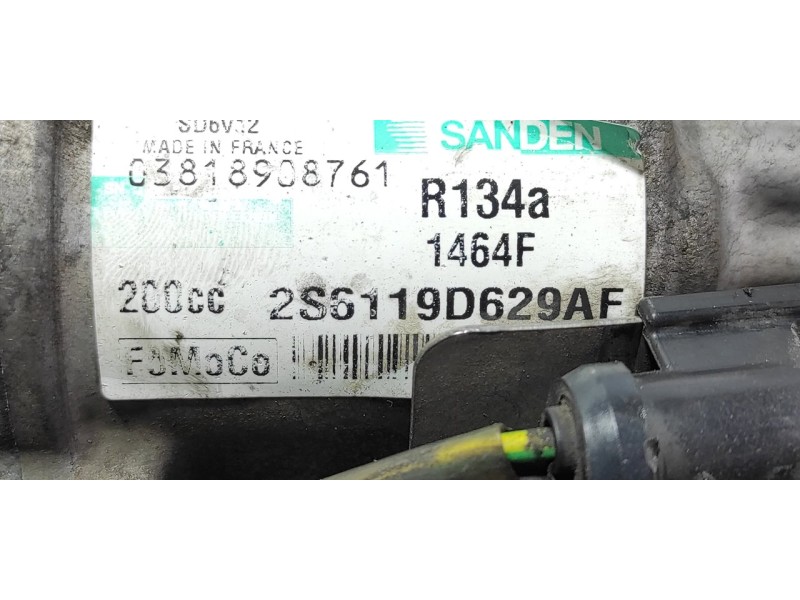 SD6V12 SANDEN
MADE IN FRANCE
03818908761
R134a
1464F
200cc 2S6119D629AF
FoMoCo